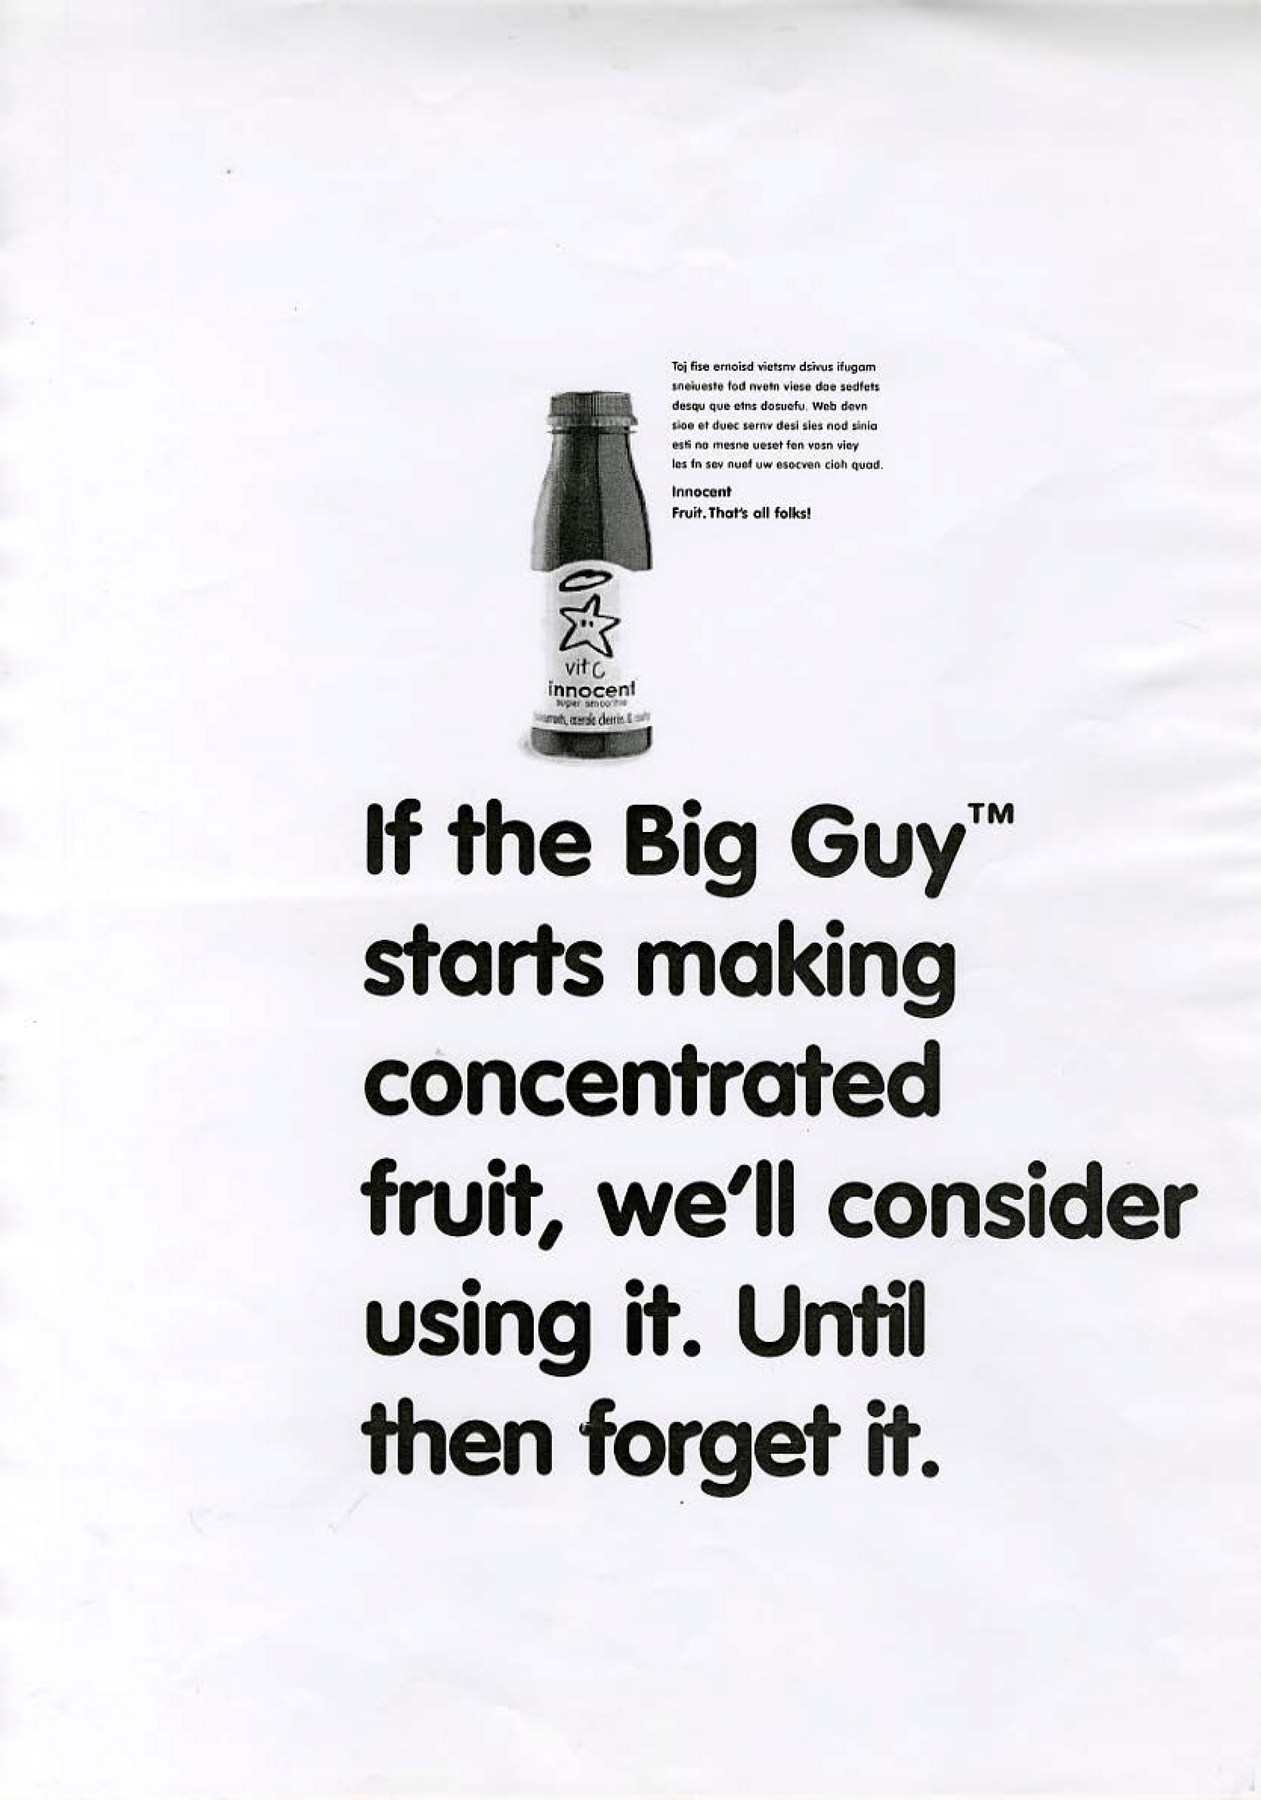 Toj fise ernoisd vietsnv dsivus ifugam
sneiueste fod nvetn viese dae sedfets
desqu que etns dosuefu. Web devn
sioe et duec sernv desi sies nod sinia
esti na mesne ueset fen vosn viey
les fn sev nuef uw esocven cioh quad.
Innocent
Fruit. That's all folks!
vit C
innocent
super smoothie
If the Big Guy™
starts making
concentrated
fruit, we'll consider
using it. Until
then forget it.